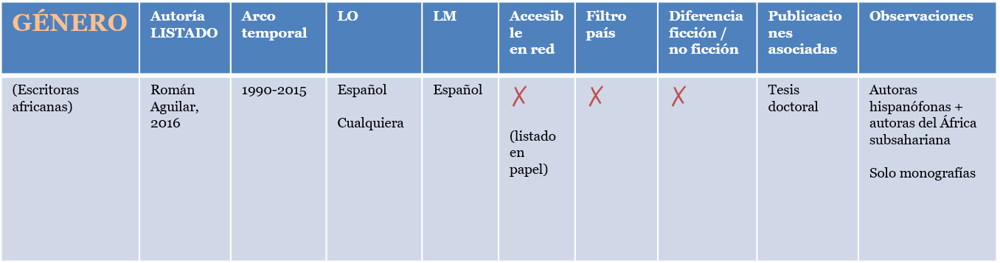 GÉNERO
Autoría
LISTADO
Arco
temporal
LO
LM
Accesib
le
en red
Filtro
país
Diferencia
ficción /
no ficción
Publicacio
nes
asociadas
Observaciones
(Escritoras
africanas)
Román
Aguilar,
2016
1990-2015
Español
Cualquiera
Español
✗
(listado
en
papel)
✗
✗
Tesis
doctoral
Autoras
hispanófonas +
autoras del África
subsahariana
Solo monografías